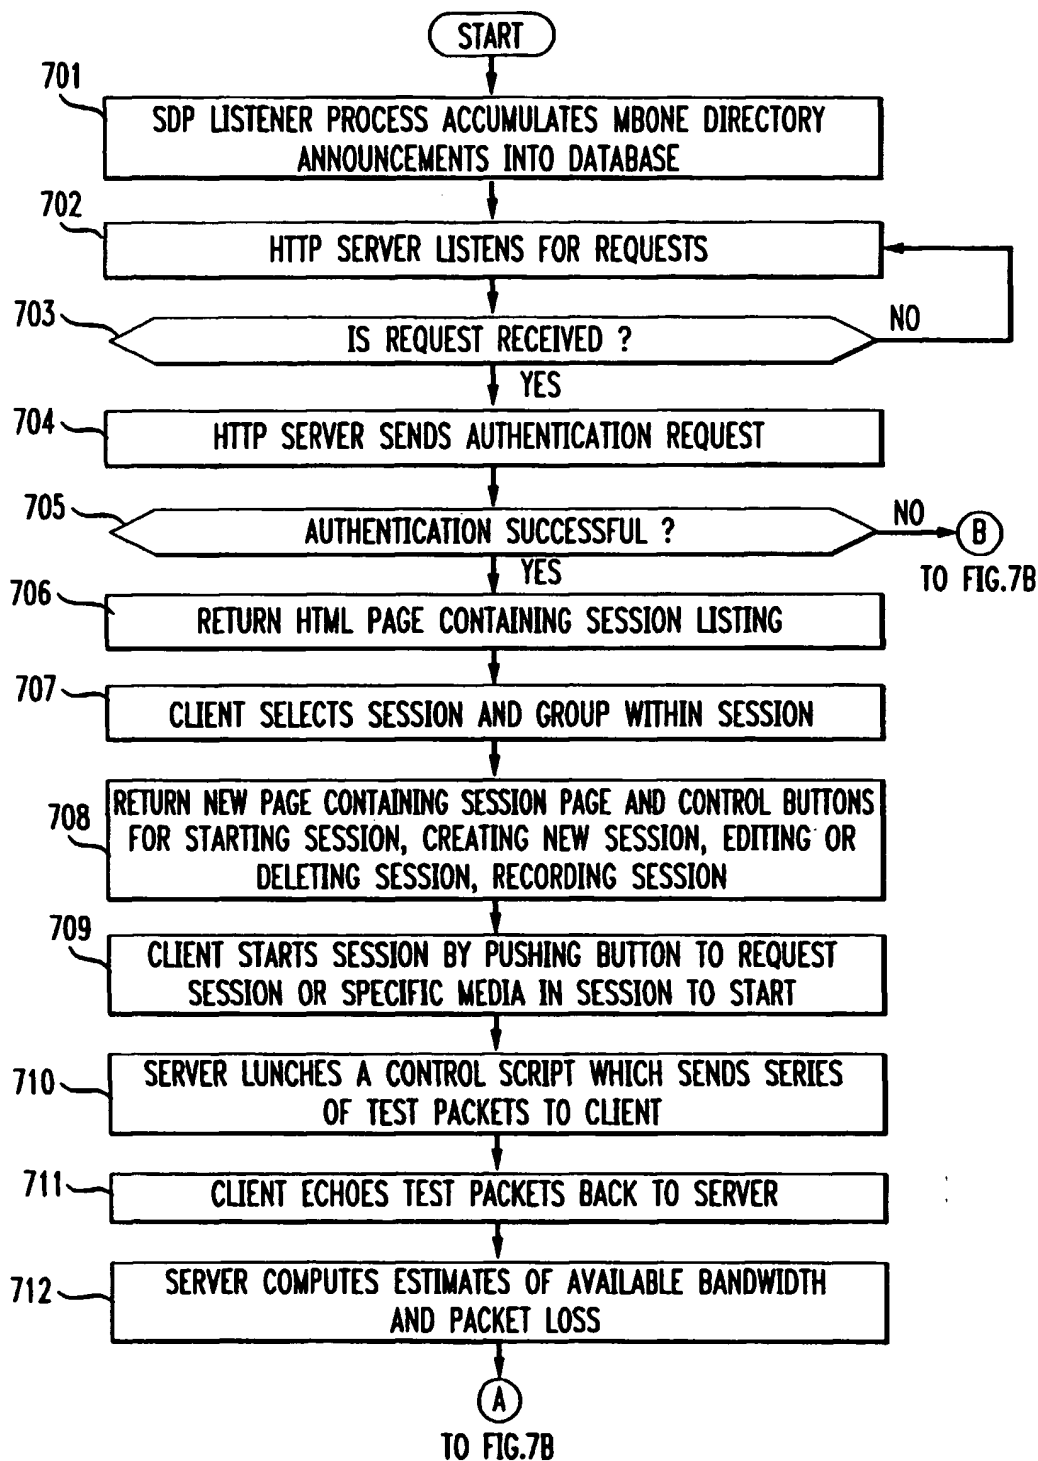 START
701
SDP LISTENER PROCESS ACCUMULATES MBONE DIRECTORY
ANNOUNCEMENTS INTO DATABASE
702
HTTP SERVER LISTENS FOR REQUESTS
703
IS REQUEST RECEIVED ?
NO
YES
704
HTTP SERVER SENDS AUTHENTICATION REQUEST
705
AUTHENTICATION SUCCESSFUL ?
NO
B
TO FIG.7B
YES
706
RETURN HTML PAGE CONTAINING SESSION LISTING
707
CLIENT SELECTS SESSION AND GROUP WITHIN SESSION
708
RETURN NEW PAGE CONTAINING SESSION PAGE AND CONTROL BUTTONS
FOR STARTING SESSION, CREATING NEW SESSION, EDITING OR
DELETING SESSION, RECORDING SESSION
709
CLIENT STARTS SESSION BY PUSHING BUTTON TO REQUEST
SESSION OR SPECIFIC MEDIA IN SESSION TO START
710
SERVER LUNCHES A CONTROL SCRIPT WHICH SENDS SERIES
OF TEST PACKETS TO CLIENT
711
CLIENT ECHOES TEST PACKETS BACK TO SERVER
712
SERVER COMPUTES ESTIMATES OF AVAILABLE BANDWIDTH
AND PACKET LOSS
A
TO FIG.7B